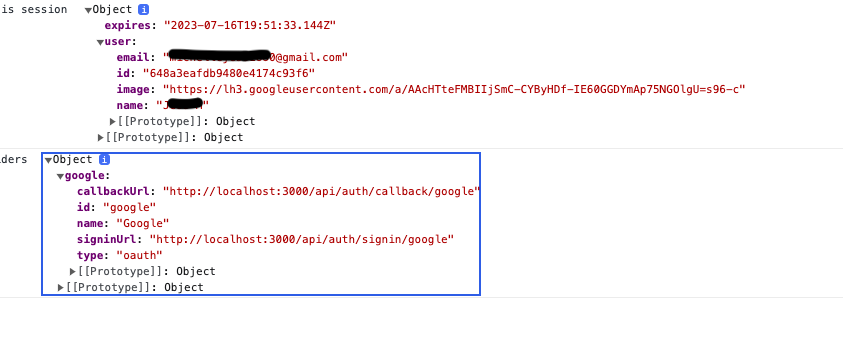 is session ▼Object i
expires: "2023-07-16T19:51:33.144Z"
▼user:
email: "@gmail.com"
id: "648a3eafdb9480e4174c93f6"
image: "https://lh3.googleusercontent.com/a/AAcHTteFMBIIjSmC-CYByHDf-IE60GGDYmAp75NGOlgU=s96-c"
name: "J"
▶[[Prototype]]: Object
▶[[Prototype]]: Object
ders ▼Object i
▼google:
callbackUrl: "http://localhost:3000/api/auth/callback/google"
id: "google"
name: "Google"
signinUrl: "http://localhost:3000/api/auth/signin/google"
type: "oauth"
▶[[Prototype]]: Object
▶[[Prototype]]: Object